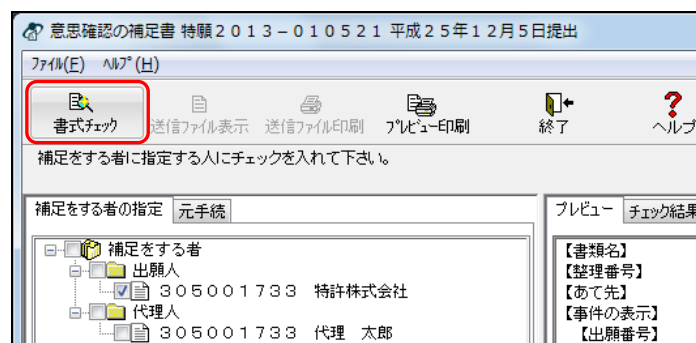 意思確認の補足書 特願２０１３－０１０５２１ 平成２５年１２月５日提出
ﾌｧｲﾙ(F) ﾍﾙﾌﾟ(H)
書式ﾁｪｯｸ 送信ﾌｧｲﾙ表示 送信ﾌｧｲﾙ印刷 ﾌﾟﾚﾋﾞｭｰ印刷 終了 ヘルプ
補足をする者に指定する人にチェックを入れて下さい。
補足をする者の指定 元手続
補足をする者
出願人
３０５００１７３３ 特許株式会社
代理人
３０５００１７３３ 代理 太郎
プレビュー チェック結果
【書類名】
【整理番号】
【あて先】
【事件の表示】
【出願番号】